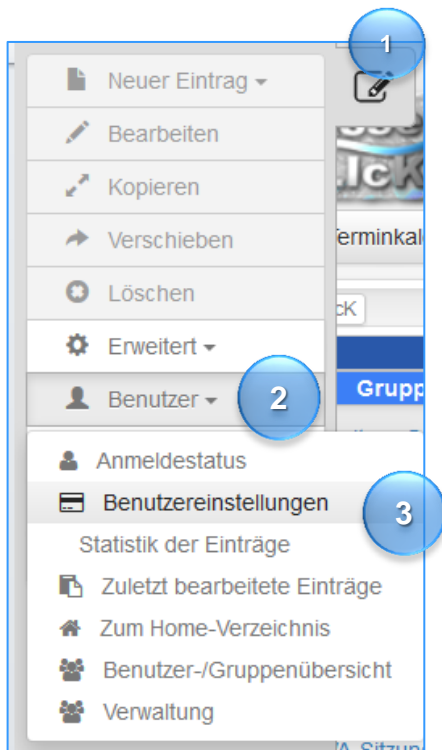 1
Neuer Eintrag
Bearbeiten
Kopieren
Verschieben
Löschen
Erweitert
Benutzer
2
Anmeldestatus
Benutzereinstellungen
3
Statistik der Einträge
Zuletzt bearbeitete Einträge
Zum Home-Verzeichnis
Benutzer-/Gruppenübersicht
Verwaltung